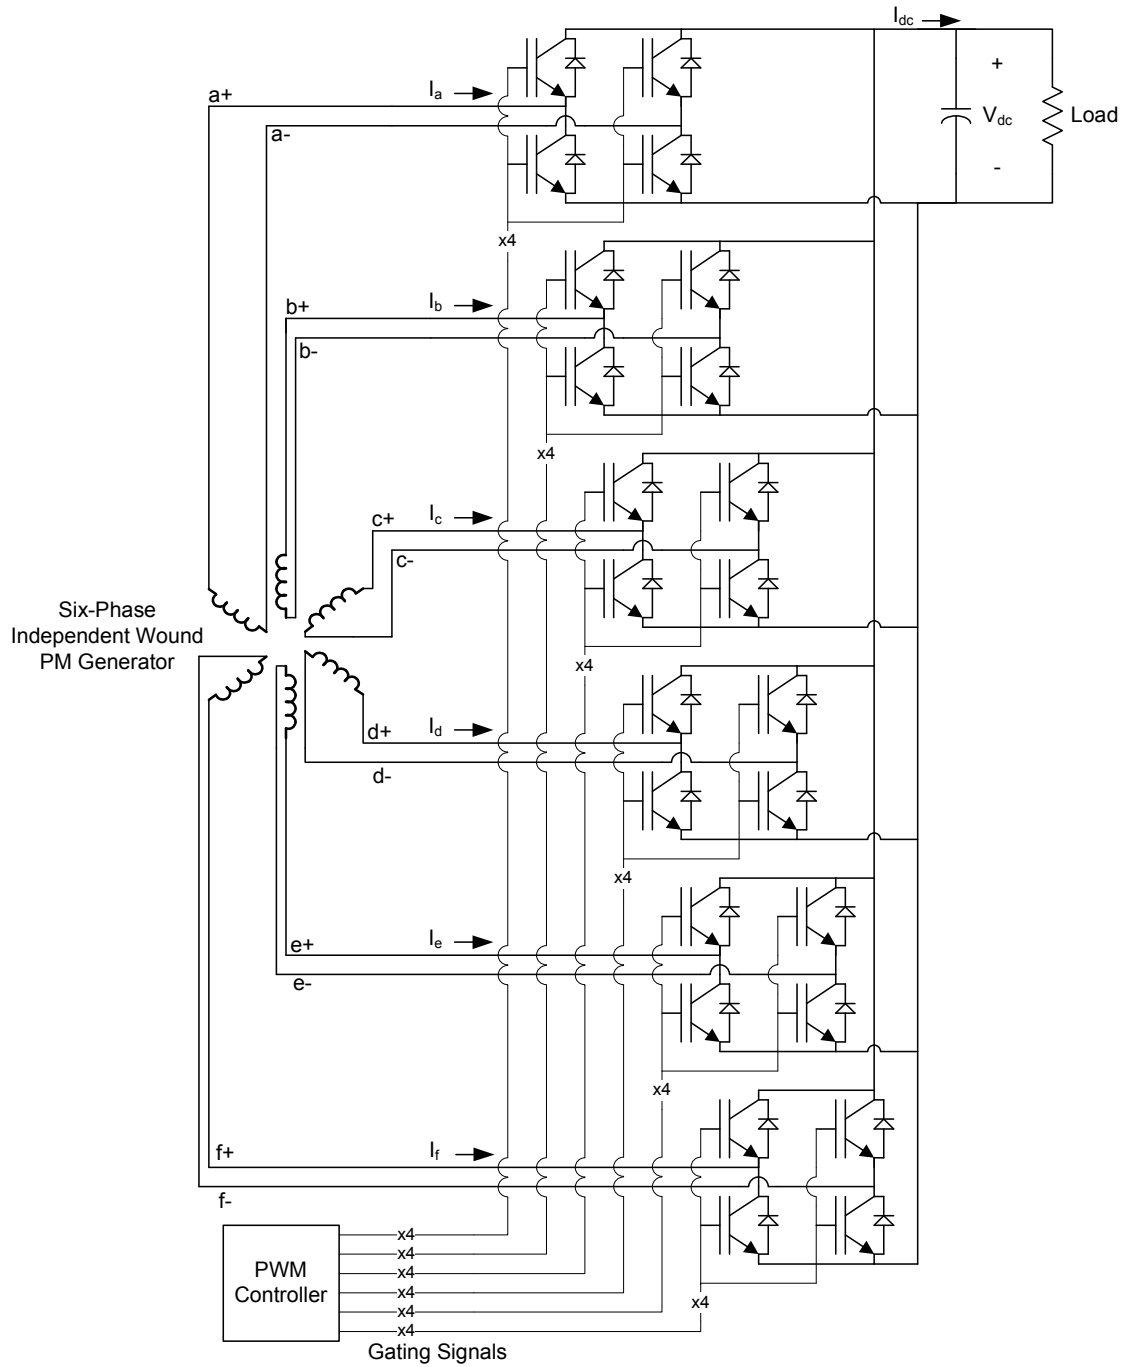 I_dc
+
V_dc
Load
-
I_a
a+
a-
x4
I_b
b+
b-
x4
I_c
c+
c-
x4
Six-Phase
Independent Wound
PM Generator
I_d
d+
d-
x4
I_e
e+
e-
x4
I_f
f+
f-
x4
x4
x4
x4
x4
x4
x4
PWM
Controller
Gating Signals